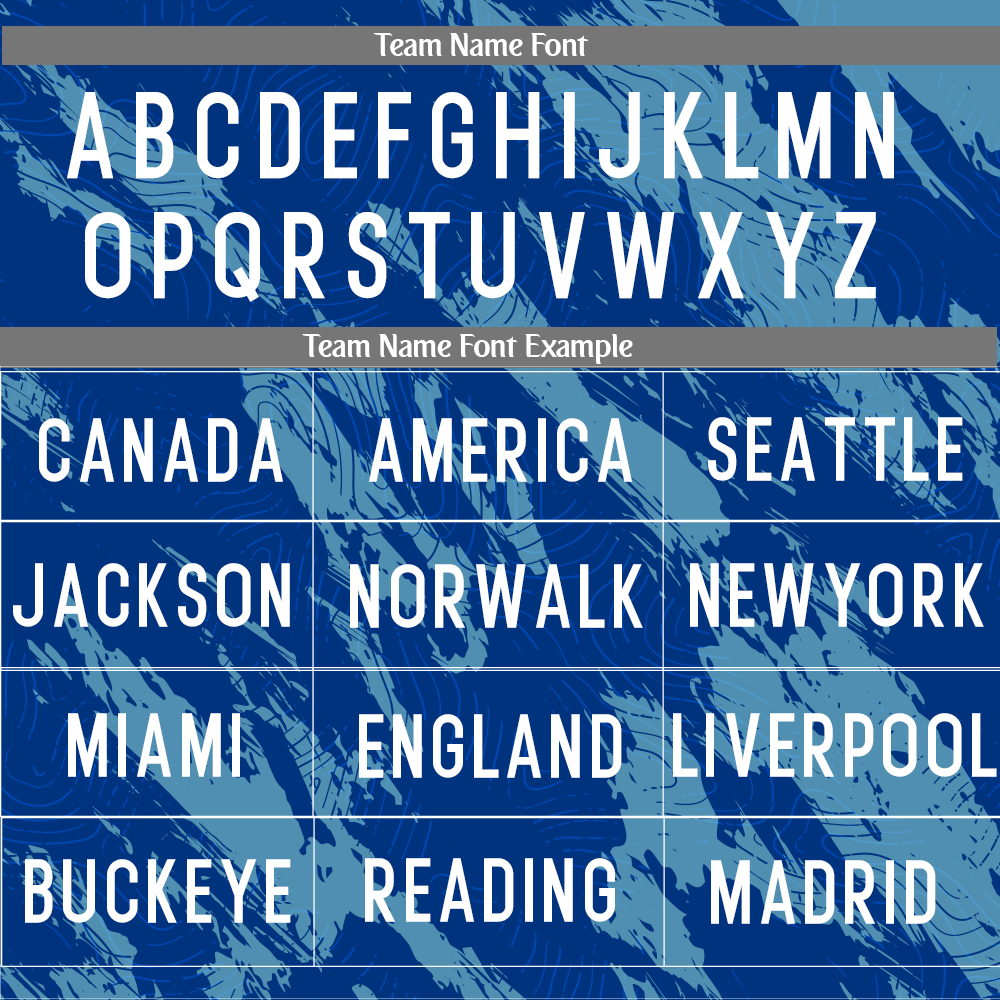 Team Name Font
ABCDEFGHIJKLMN
OPQRSTUVWXYZ
Team Name Font Example
CANADA AMERICA SEATTLE
JACKSON NORWALK NEWYORK
MIAMI ENGLAND LIVERPOOL
BUCKEYE READING MADRID